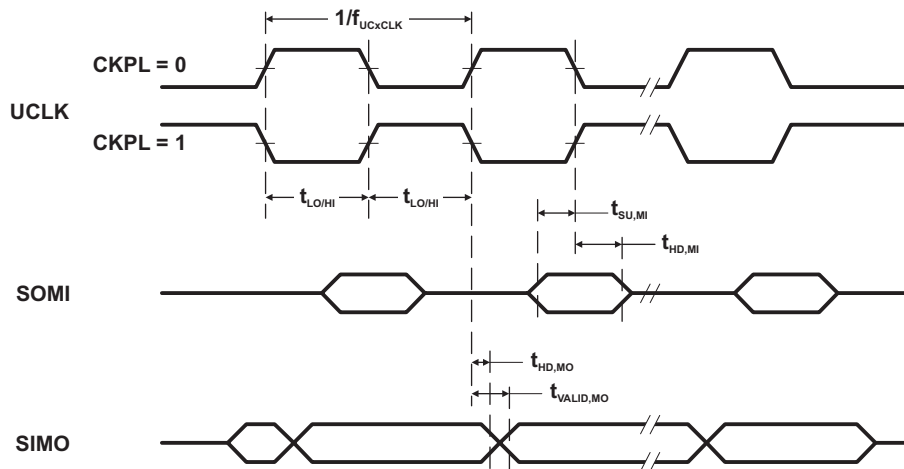 1/fUCxCLK
CKPL = 0
UCLK
CKPL = 1
tLO/HI tLO/HI
tSU,MI
tHD,MI
SOMI
tHD,MO
tVALID,MO
SIMO